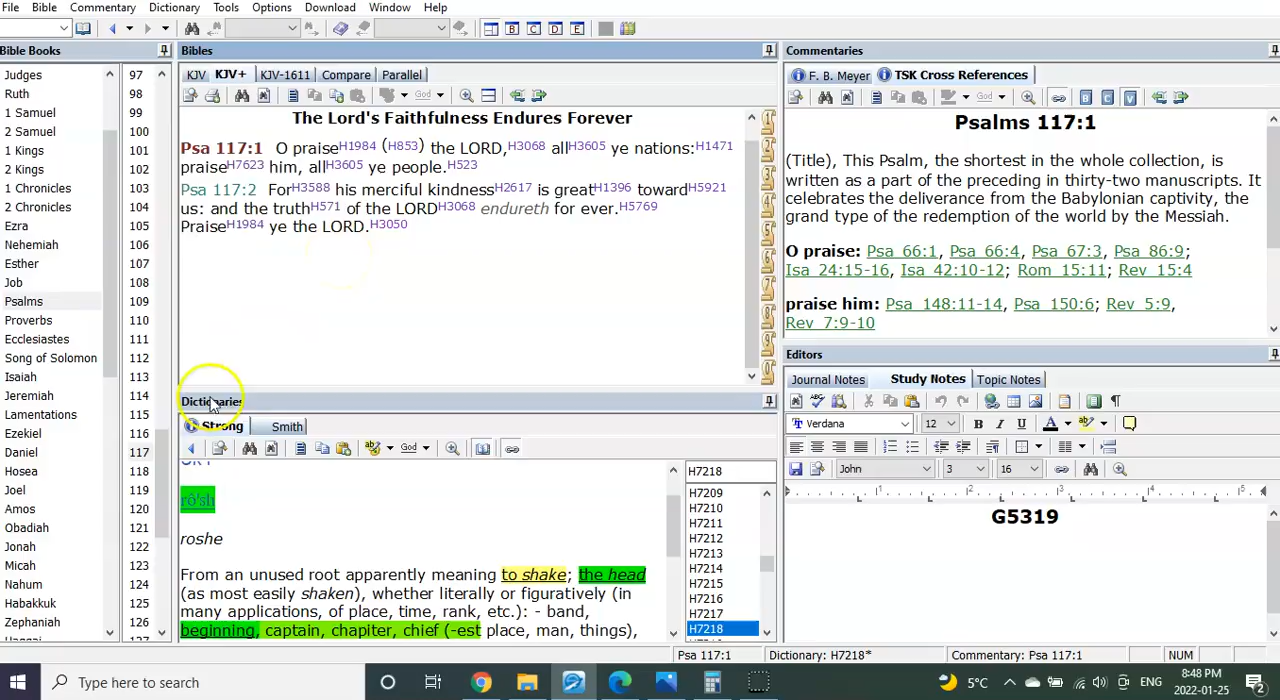 File Bible Commentary Dictionary Tools Options Download Window Help
B C D E
Bible Books
Judges
Ruth
1 Samuel
2 Samuel
1 Kings
2 Kings
1 Chronicles
2 Chronicles
Ezra
Nehemiah
Esther
Job
Psalms
Proverbs
Ecclesiastes
Song of Solomon
Isaiah
Jeremiah
Lamentations
Ezekiel
Daniel
Hosea
Joel
Amos
Obadiah
Jonah
Micah
Nahum
Habakkuk
Zephaniah
97
98
99
100
101
102
103
104
105
106
107
108
109
110
111
112
113
114
115
116
117
118
119
120
121
122
123
124
125
126
Bibles
KJV KJV+ KJV-1611 Compare Parallel
God
The Lord's Faithfulness Endures Forever
Psa 117:1 O praiseH1984 (H853) the LORD,H3068 allH3605 ye nations:H1471
praiseH7623 him, allH3605 ye people.H523
Psa 117:2 ForH3588 his merciful kindnessH2617 is greatH1396 towardH5921
us: and the truthH571 of the LORDH3068 endureth for ever.H5769
PraiseH1984 ye the LORD.H3050
Dictionaries
Strong Smith
God
rô'sh
roshe
From an unused root apparently meaning to shake; the head
(as most easily shaken), whether literally or figuratively (in
many applications, of place, time, rank, etc.): - band,
beginning, captain, chapiter, chief (-est place, man, things),
H7218
H7209
H7210
H7211
H7212
H7213
H7214
H7215
H7216
H7217
H7218
Commentaries
F. B. Meyer TSK Cross References
God B C V
Psalms 117:1
(Title), This Psalm, the shortest in the whole collection, is
written as a part of the preceding in thirty-two manuscripts. It
celebrates the deliverance from the Babylonian captivity, the
grand type of the redemption of the world by the Messiah.
O praise: Psa 66:1, Psa 66:4, Psa 67:3, Psa 86:9;
Isa 24:15-16, Isa 42:10-12; Rom 15:11; Rev 15:4
praise him: Psa 148:11-14, Psa 150:6; Rev 5:9,
Rev 7:9-10
Editors
Journal Notes Study Notes Topic Notes
Verdana 12 B I U A
John 3 16
1 2 3 4 5
G5319
Psa 117:1 Dictionary: H7218* Commentary: Psa 117:1 NUM
Type here to search
5°C ENG 8:48 PM
2022-01-25
2